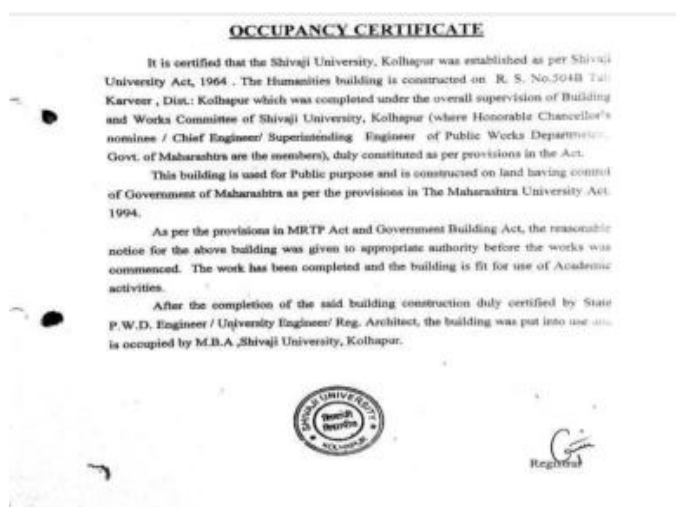 OCCUPANCY CERTIFICATE
It is certified that the Shivaji University, Kolhapur was established as per Shivaji
University Act, 1964 . The Humanities building is constructed on R. S. No.504B Tal:
Karveer , Dist.: Kolhapur which was completed under the overall supervision of Building
and Works Committee of Shivaji University, Kolhapur (where Honorable Chancellor's
nominee / Chief Engineer/ Superintending Engineer of Public Works Department,
Govt. of Maharashtra are the members), duly constituted as per provisions in the Act.
This building is used for Public purpose and is constructed on land having control
of Government of Maharashtra as per the provisions in The Maharashtra University Act
1994.
As per the provisions in MRTP Act and Government Building Act, the reasonable
notice for the above building was given to appropriate authority before the works was
commenced. The work has been completed and the building is fit for use of Academic
activities.
After the completion of the said building construction duly certified by State
P.W.D. Engineer / University Engineer/ Reg. Architect, the building was put into use and
is occupied by M.B.A ,Shivaji University, Kolhapur.
SHIVAJI UNIVERSITY
शिवाजी
विद्यापीठ
KOLHAPUR
Registrar